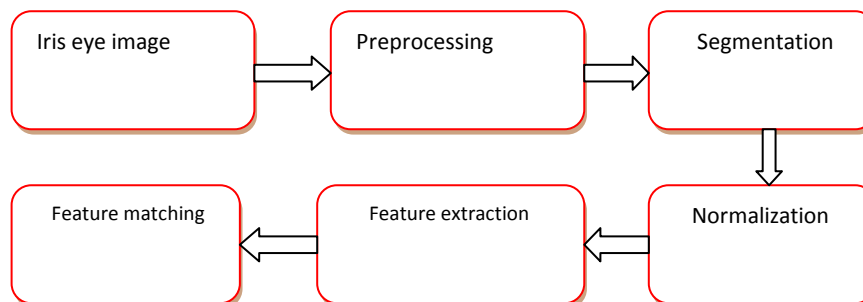 Iris eye image
Preprocessing
Segmentation
Normalization
Feature extraction
Feature matching